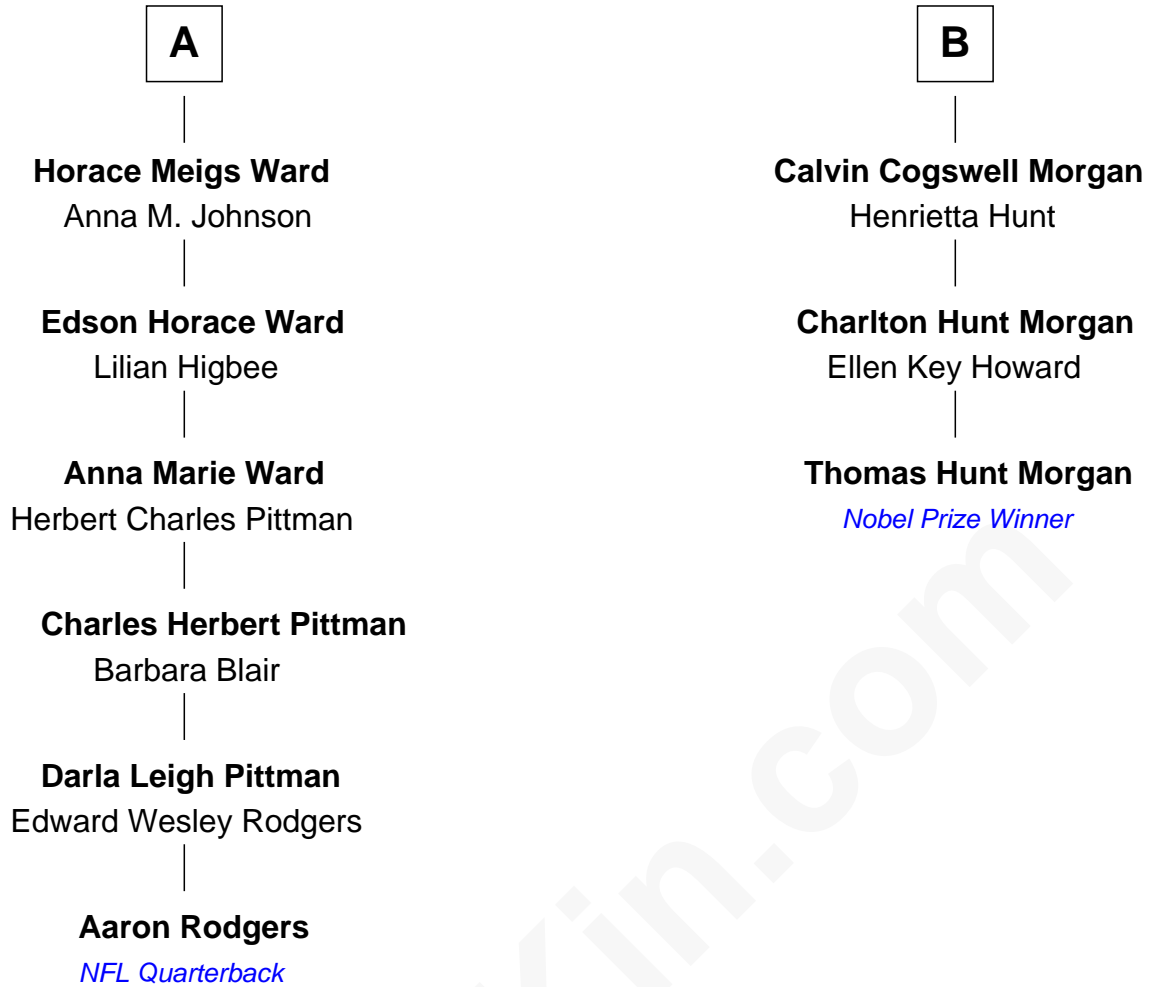 A
Horace Meigs Ward
Anna M. Johnson
Edson Horace Ward
Lilian Higbee
Anna Marie Ward
Herbert Charles Pittman
Charles Herbert Pittman
Barbara Blair
Darla Leigh Pittman
Edward Wesley Rodgers
Aaron Rodgers
NFL Quarterback
B
Calvin Cogswell Morgan
Henrietta Hunt
Charlton Hunt Morgan
Ellen Key Howard
Thomas Hunt Morgan
Nobel Prize Winner
Kin.com